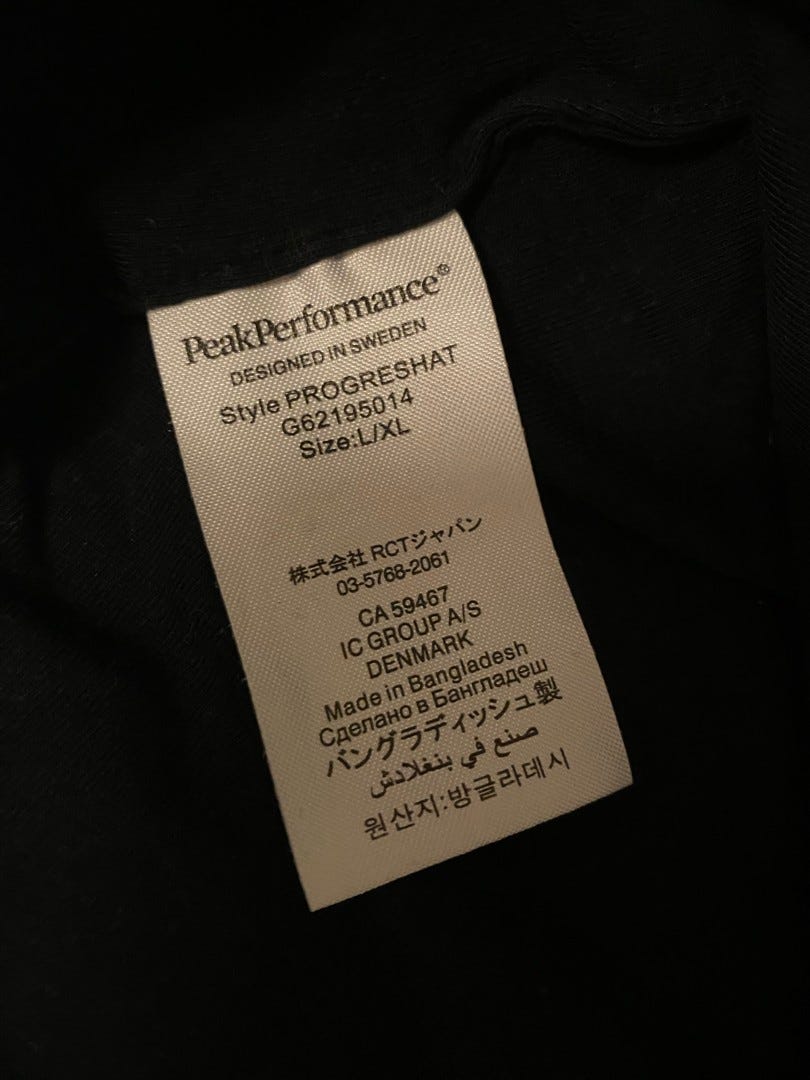 PeakPerformance®
DESIGNED IN SWEDEN
Style PROGRESHAT
G62195014
Size:L/XL
株式会社 RCTジャパン
03-5768-2061
CA 59467
IC GROUP A/S
DENMARK
Made in Bangladesh
Сделано в Бангладеш
バングラディッシュ製
صنع في بنغلادش
원산지:방글라데시